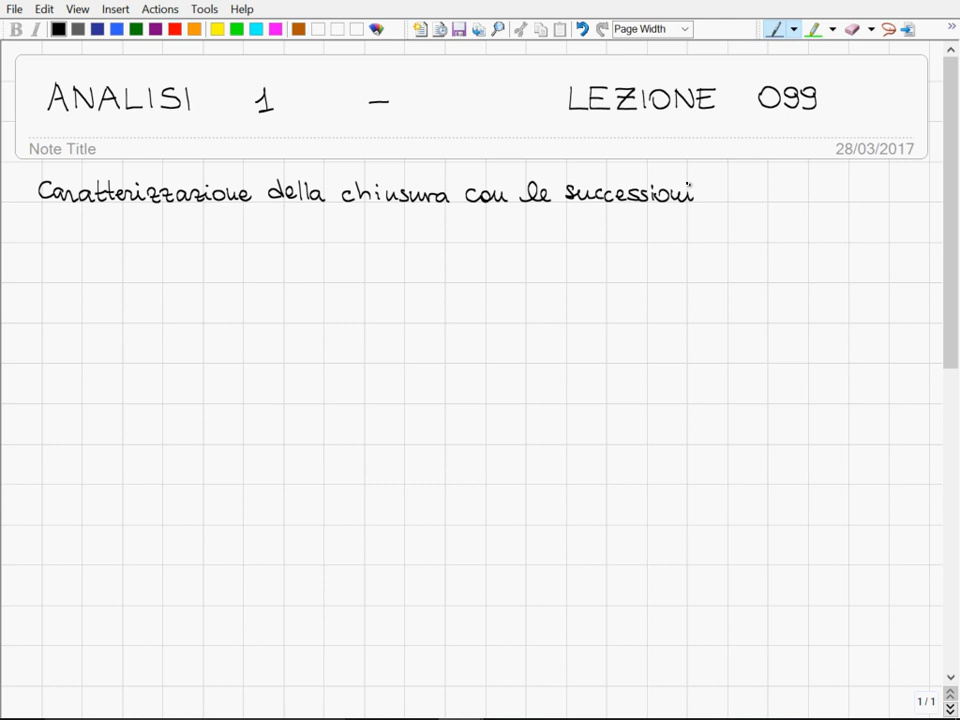 File Edit View Insert Actions Tools Help
B I Page Width »
ANALISI 1 - LEZIONE 099
Note Title 28/03/2017
Caratterizzazione della chiusura con le successioni
1 / 1